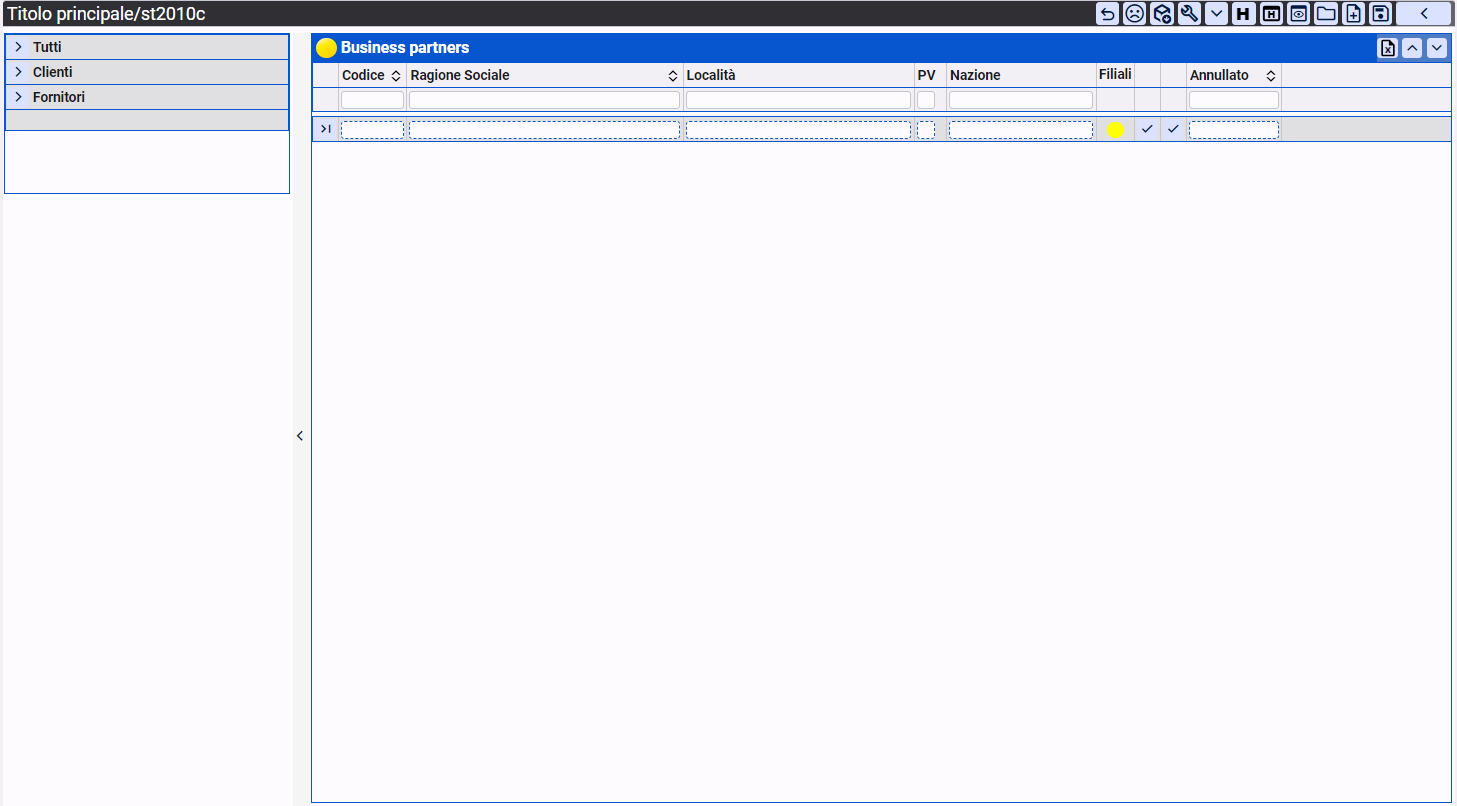 Titolo principale/st2010c
Tutti
Clienti
Fornitori
Business partners
Codice Ragione Sociale Località PV Nazione Filiali Annullato